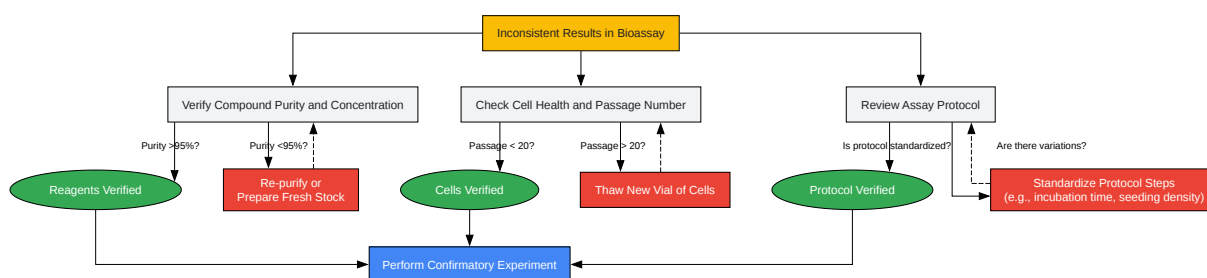 Inconsistent Results in Bioassay
Verify Compound Purity and Concentration
Check Cell Health and Passage Number
Review Assay Protocol
Purity >95%?
Purity <95%?
Passage < 20?
Passage > 20?
Is protocol standardized?
Are there variations?
Reagents Verified
Re-purify or
Prepare Fresh Stock
Cells Verified
Thaw New Vial of Cells
Protocol Verified
Standardize Protocol Steps
(e.g., incubation time, seeding density)
Perform Confirmatory Experiment